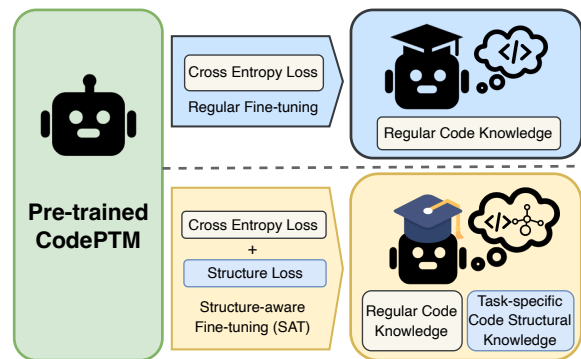 Pre-trained
CodePTM
Cross Entropy Loss
Regular Fine-tuning
</>
Regular Code Knowledge
Cross Entropy Loss
+
Structure Loss
Structure-aware
Fine-tuning (SAT)
</>
Regular Code
Knowledge
Task-specific
Code Structural
Knowledge